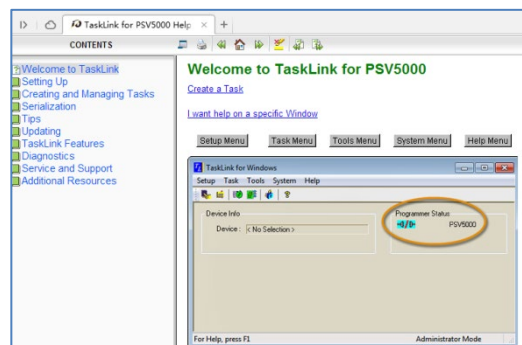 TaskLink for PSV5000 Help
CONTENTS
Welcome to TaskLink
Setting Up
Creating and Managing Tasks
Serialization
Tips
Updating
TaskLink Features
Diagnostics
Service and Support
Additional Resources
Welcome to TaskLink for PSV5000
Create a Task
I want help on a specific Window
Setup Menu Task Menu Tools Menu System Menu Help Menu
TaskLink for Windows
Setup Task Tools System Help
Device Info
Device : < No Selection >
Programmer Status
PSV5000
For Help, press F1
Administrator Mode